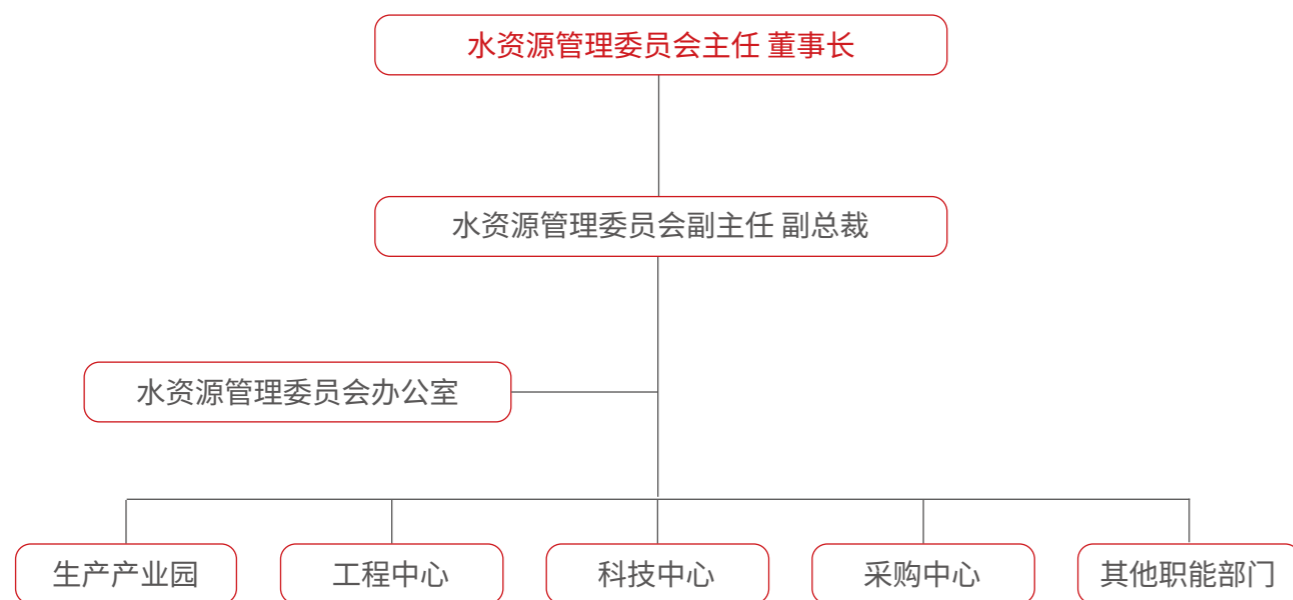 水资源管理委员会主任 董事长
水资源管理委员会副主任 副总裁
水资源管理委员会办公室
生产产业园
工程中心
科技中心
采购中心
其他职能部门